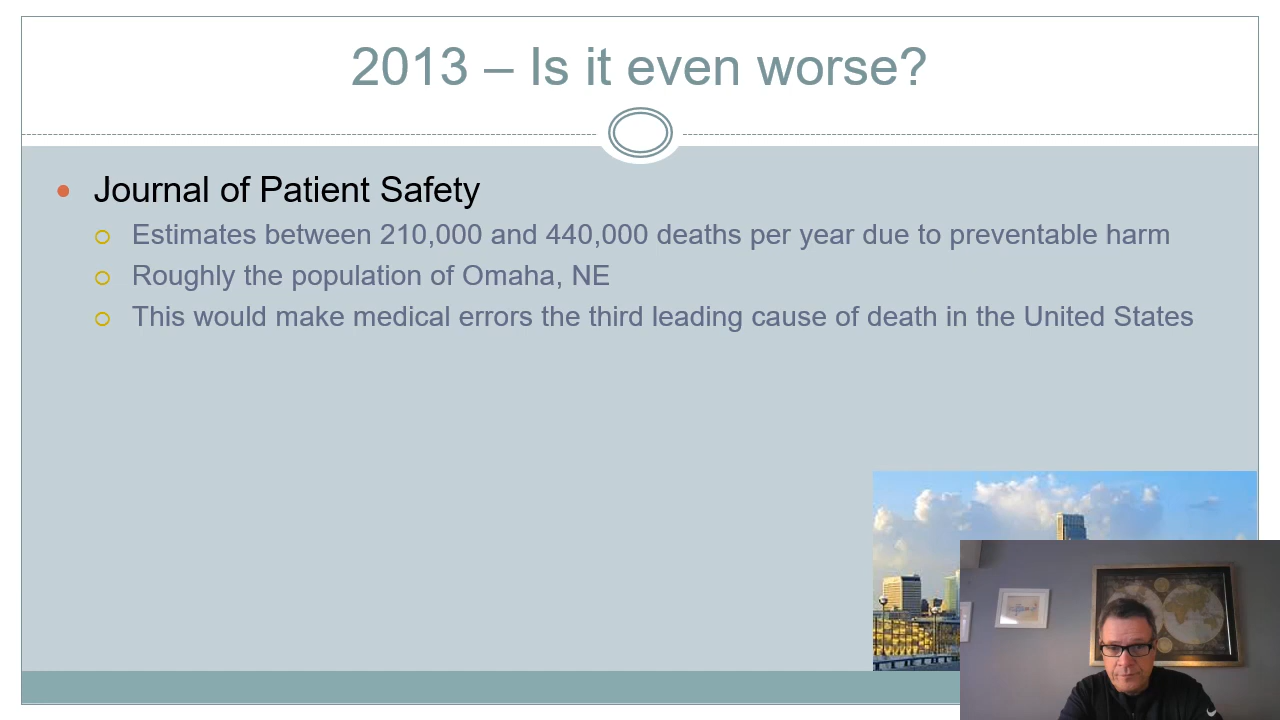 2013 – Is it even worse?
Journal of Patient Safety
Estimates between 210,000 and 440,000 deaths per year due to preventable harm
Roughly the population of Omaha, NE
This would make medical errors the third leading cause of death in the United States